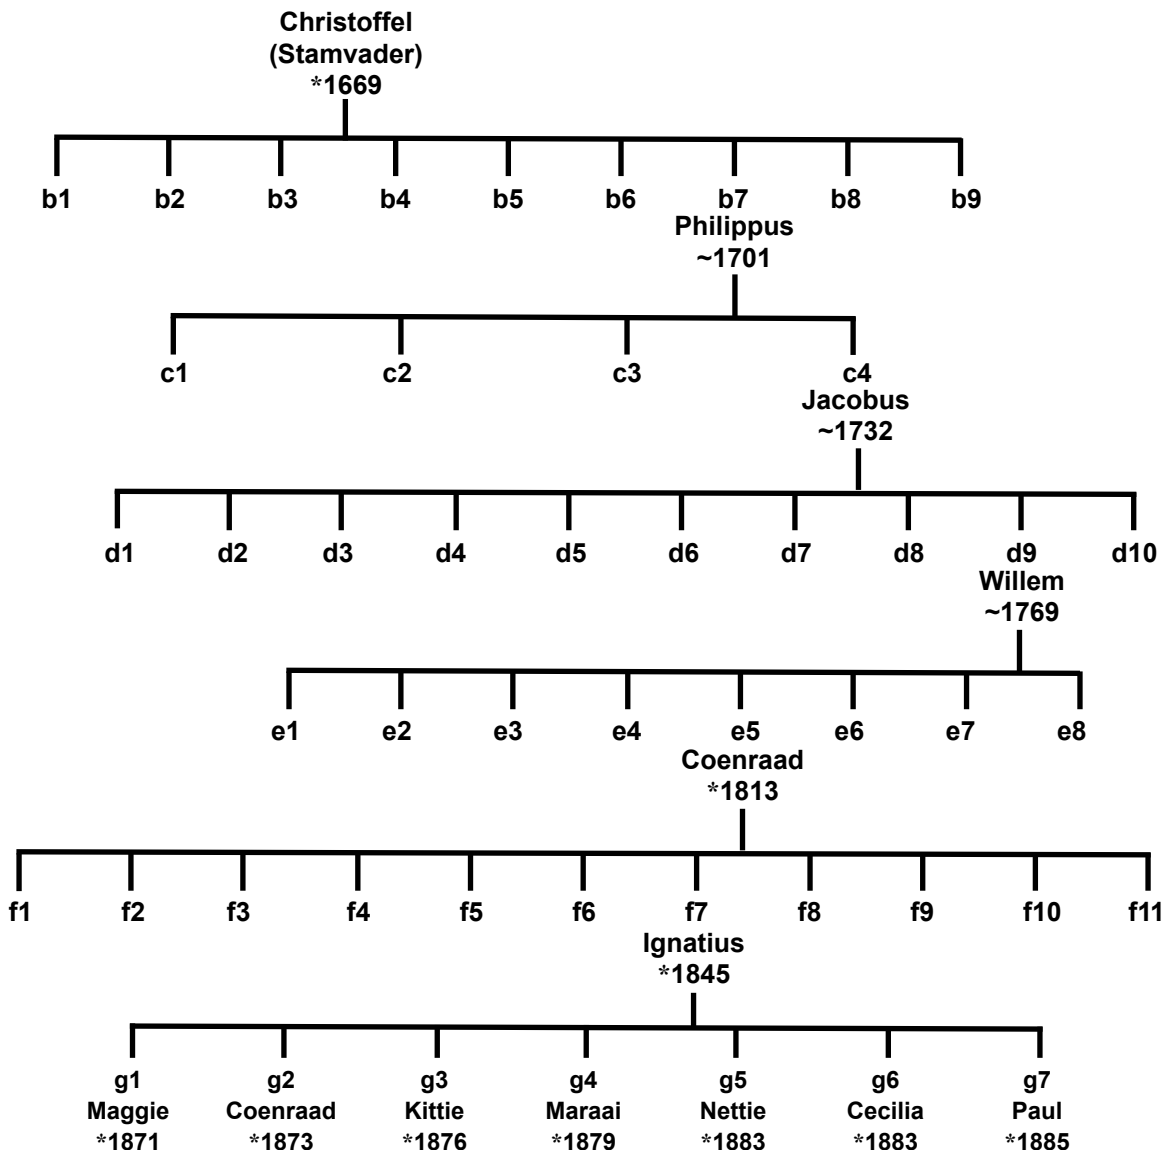 Christoffel
(Stamvader)
*1669
b1 b2 b3 b4 b5 b6 b7 b8 b9
Philippus
~1701
c1 c2 c3 c4
Jacobus
~1732
d1 d2 d3 d4 d5 d6 d7 d8 d9 d10
Willem
~1769
e1 e2 e3 e4 e5 e6 e7 e8
Coenraad
*1813
f1 f2 f3 f4 f5 f6 f7 f8 f9 f10 f11
Ignatius
*1845
g1 g2 g3 g4 g5 g6 g7
Maggie Coenraad Kittie Maraai Nettie Cecilia Paul
*1871 *1873 *1876 *1879 *1883 *1883 *1885